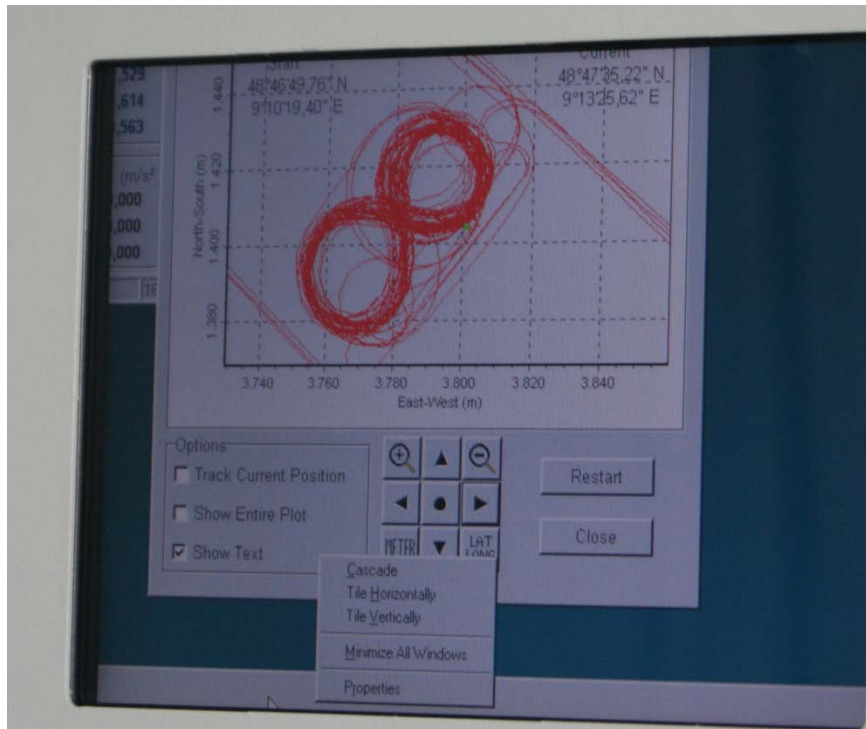 ,529
,614
,563
(m/s²
,000
,000
,000
Start
46°46'49,76" N
9°10'19,40" E
Current
48°47'35,22" N
9°13'25,62" E
North-South (m)
1.440
1.420
1.400
1.380
3.740 3.760 3.780 3.800 3.820 3.840
East-West (m)
Options
Track Current Position
Show Entire Plot
Show Text
METER
LAT
LONG
Restart
Close
Cascade
Tile Horizontally
Tile Vertically
Minimize All Windows
Properties